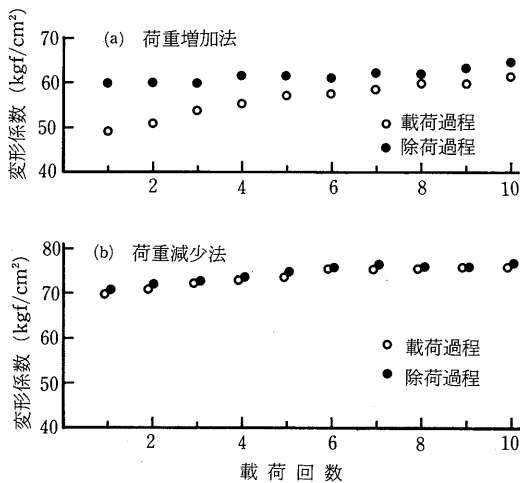 (a) 荷重増加法
変形係数 (kgf/cm²)
70
60
50
40
載荷過程
除荷過程
2 4 6 8 10
(b) 荷重減少法
変形係数 (kgf/cm²)
80
70
60
50
40
載荷過程
除荷過程
2 4 6 8 10
載荷回数